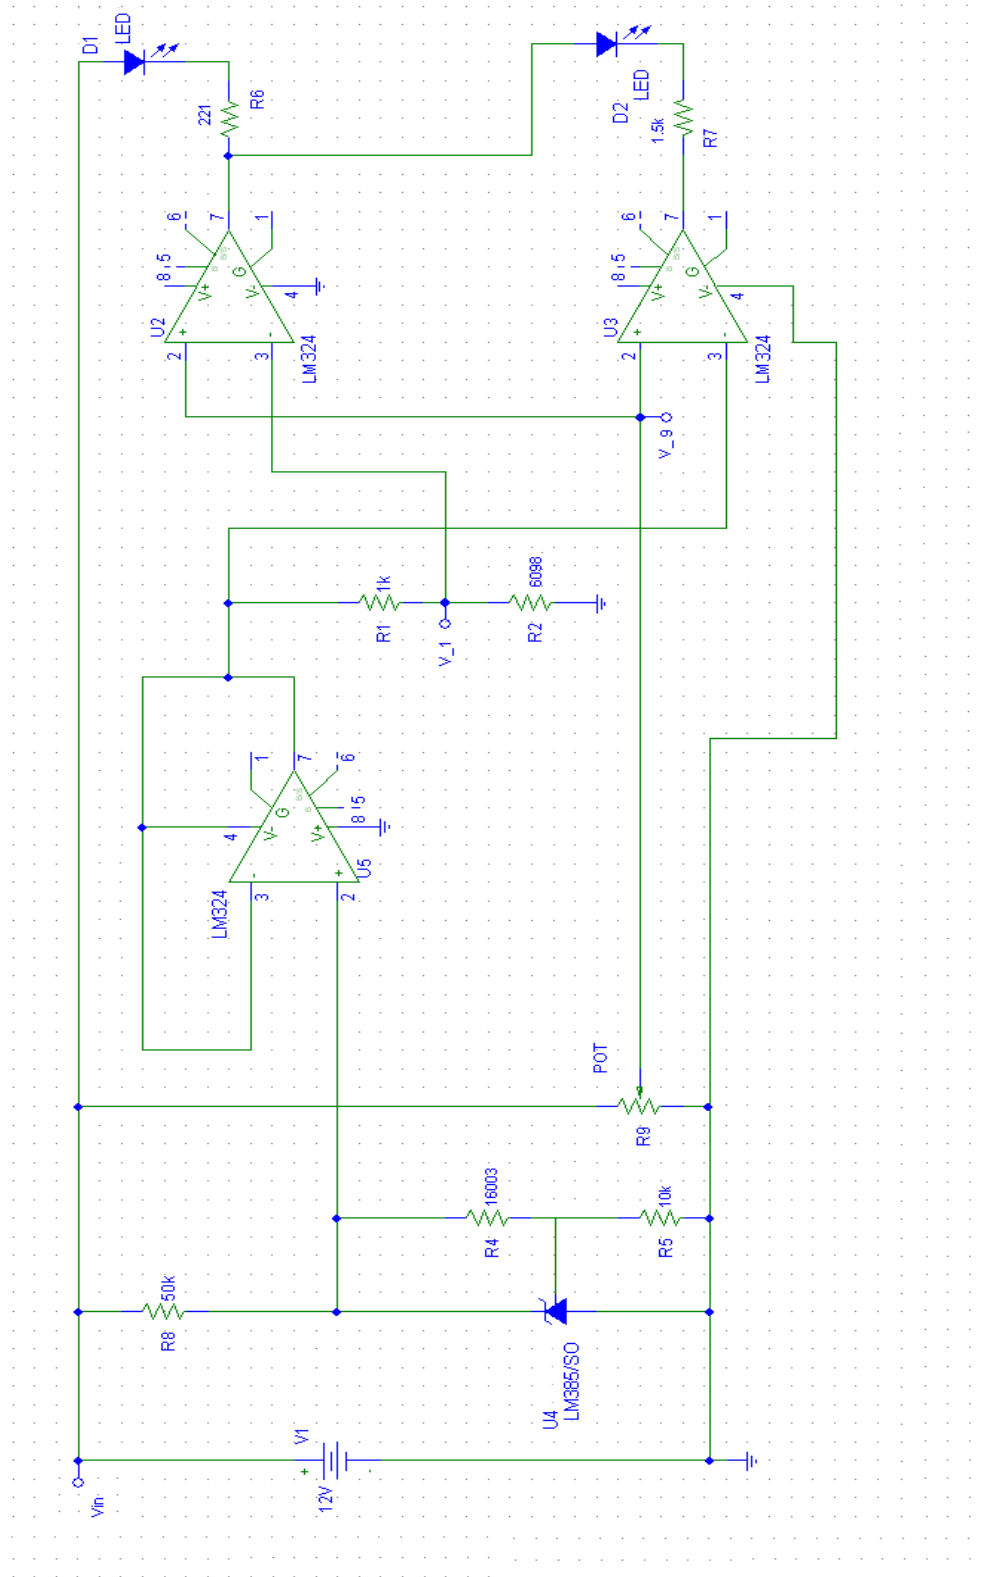 D1
LED
221
R6
D2
LED
1.5k
R7
6
7
1
8
5
V+
G
V-
4
U2
+
-
2
3
LM324
6
7
1
8
5
V+
G
V-
4
U3
+
-
2
3
LM324
V_9
R1
1k
V_1
R2
6098
1
7
6
G
5
8
4
V-
V+
-
+
U5
LM324
3
2
POT
R9
R4
16003
R5
10k
R8
50k
U4
LM385/SO
V1
+
-
12V
Vin